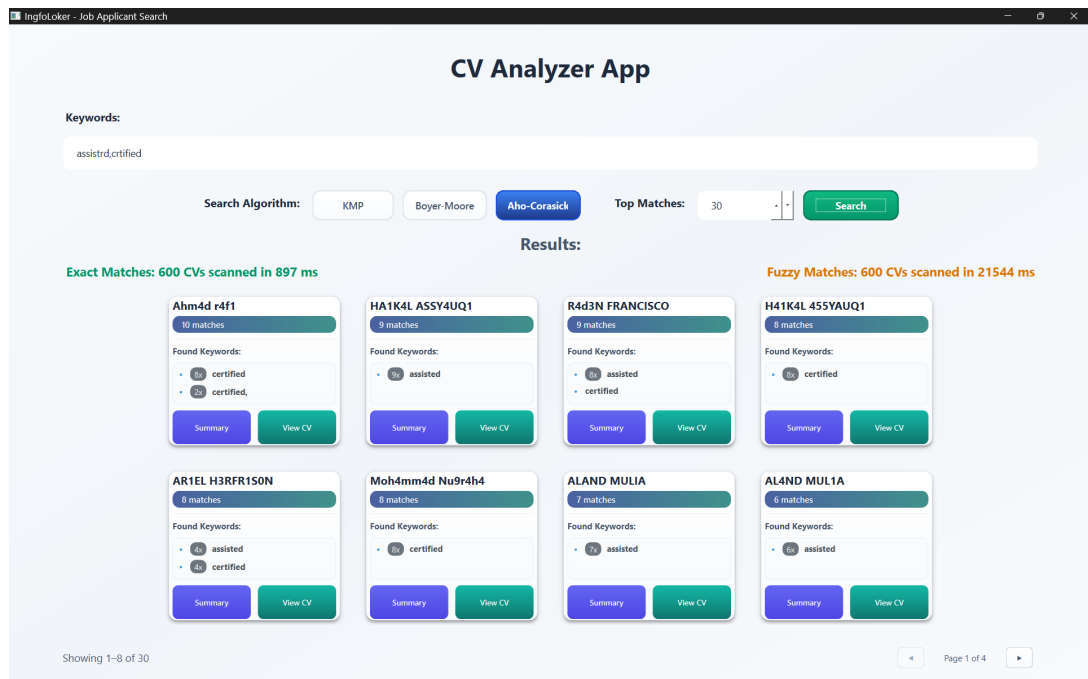 IngfoLoker - Job Applicant Search
CV Analyzer App
Keywords:
assistrd,crtified
Search Algorithm: KMP Boyer-Moore Aho-Corasick Top Matches: 30 Search
Results:
Exact Matches: 600 CVs scanned in 897 ms Fuzzy Matches: 600 CVs scanned in 21544 ms
Ahm4d r4f1
10 matches
Found Keywords:
• 8x certified
• 2x certified,
Summary View CV
HA1K4L ASSY4UQ1
9 matches
Found Keywords:
• 9x assisted
Summary View CV
R4d3N FRANCISCO
9 matches
Found Keywords:
• 8x assisted
• certified
Summary View CV
H41K4L 455YAUQ1
8 matches
Found Keywords:
• 8x certified
Summary View CV
AR1EL H3RFR1S0N
8 matches
Found Keywords:
• 4x assisted
• 4x certified
Summary View CV
Moh4mm4d Nu9r4h4
8 matches
Found Keywords:
• 8x certified
Summary View CV
ALAND MULIA
7 matches
Found Keywords:
• 7x assisted
Summary View CV
AL4ND MUL1A
6 matches
Found Keywords:
• 6x assisted
Summary View CV
Showing 1–8 of 30 Page 1 of 4